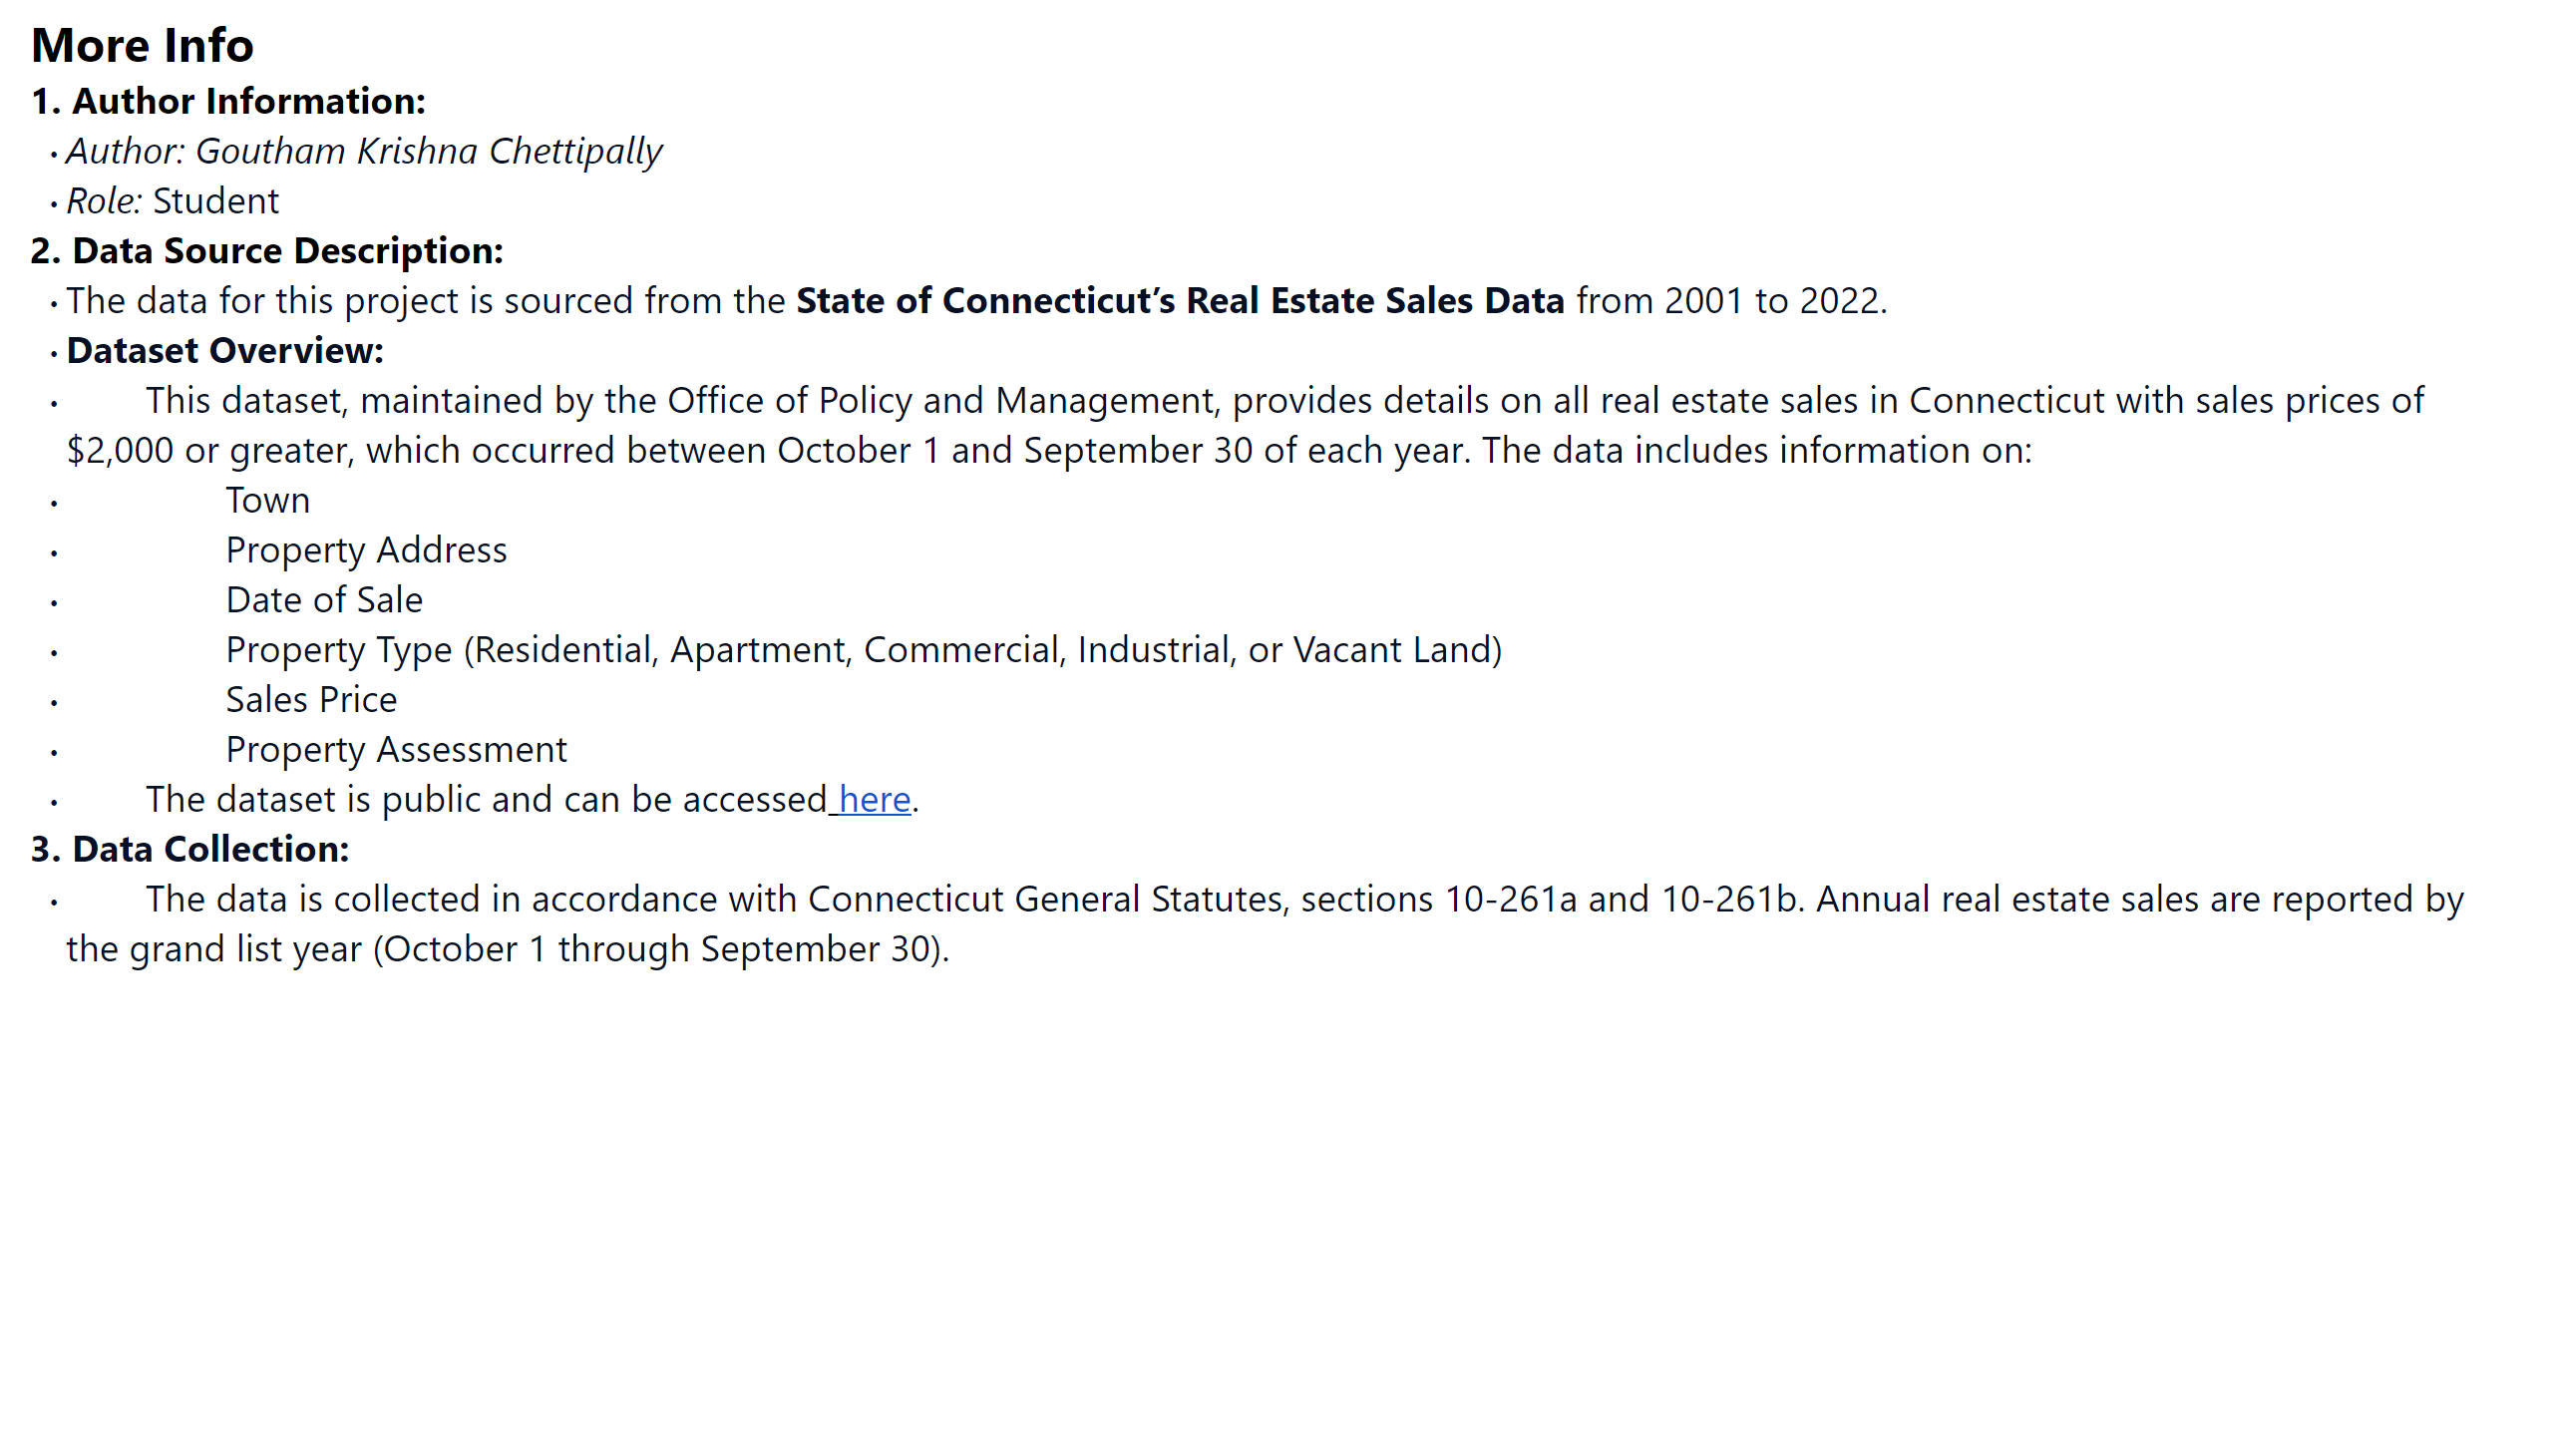 More Info
1. Author Information:
• Author: Goutham Krishna Chettipally
• Role: Student
2. Data Source Description:
• The data for this project is sourced from the State of Connecticut’s Real Estate Sales Data from 2001 to 2022.
• Dataset Overview:
• This dataset, maintained by the Office of Policy and Management, provides details on all real estate sales in Connecticut with sales prices of
$2,000 or greater, which occurred between October 1 and September 30 of each year. The data includes information on:
• Town
• Property Address
• Date of Sale
• Property Type (Residential, Apartment, Commercial, Industrial, or Vacant Land)
• Sales Price
• Property Assessment
• The dataset is public and can be accessed here.
3. Data Collection:
• The data is collected in accordance with Connecticut General Statutes, sections 10-261a and 10-261b. Annual real estate sales are reported by
the grand list year (October 1 through September 30).